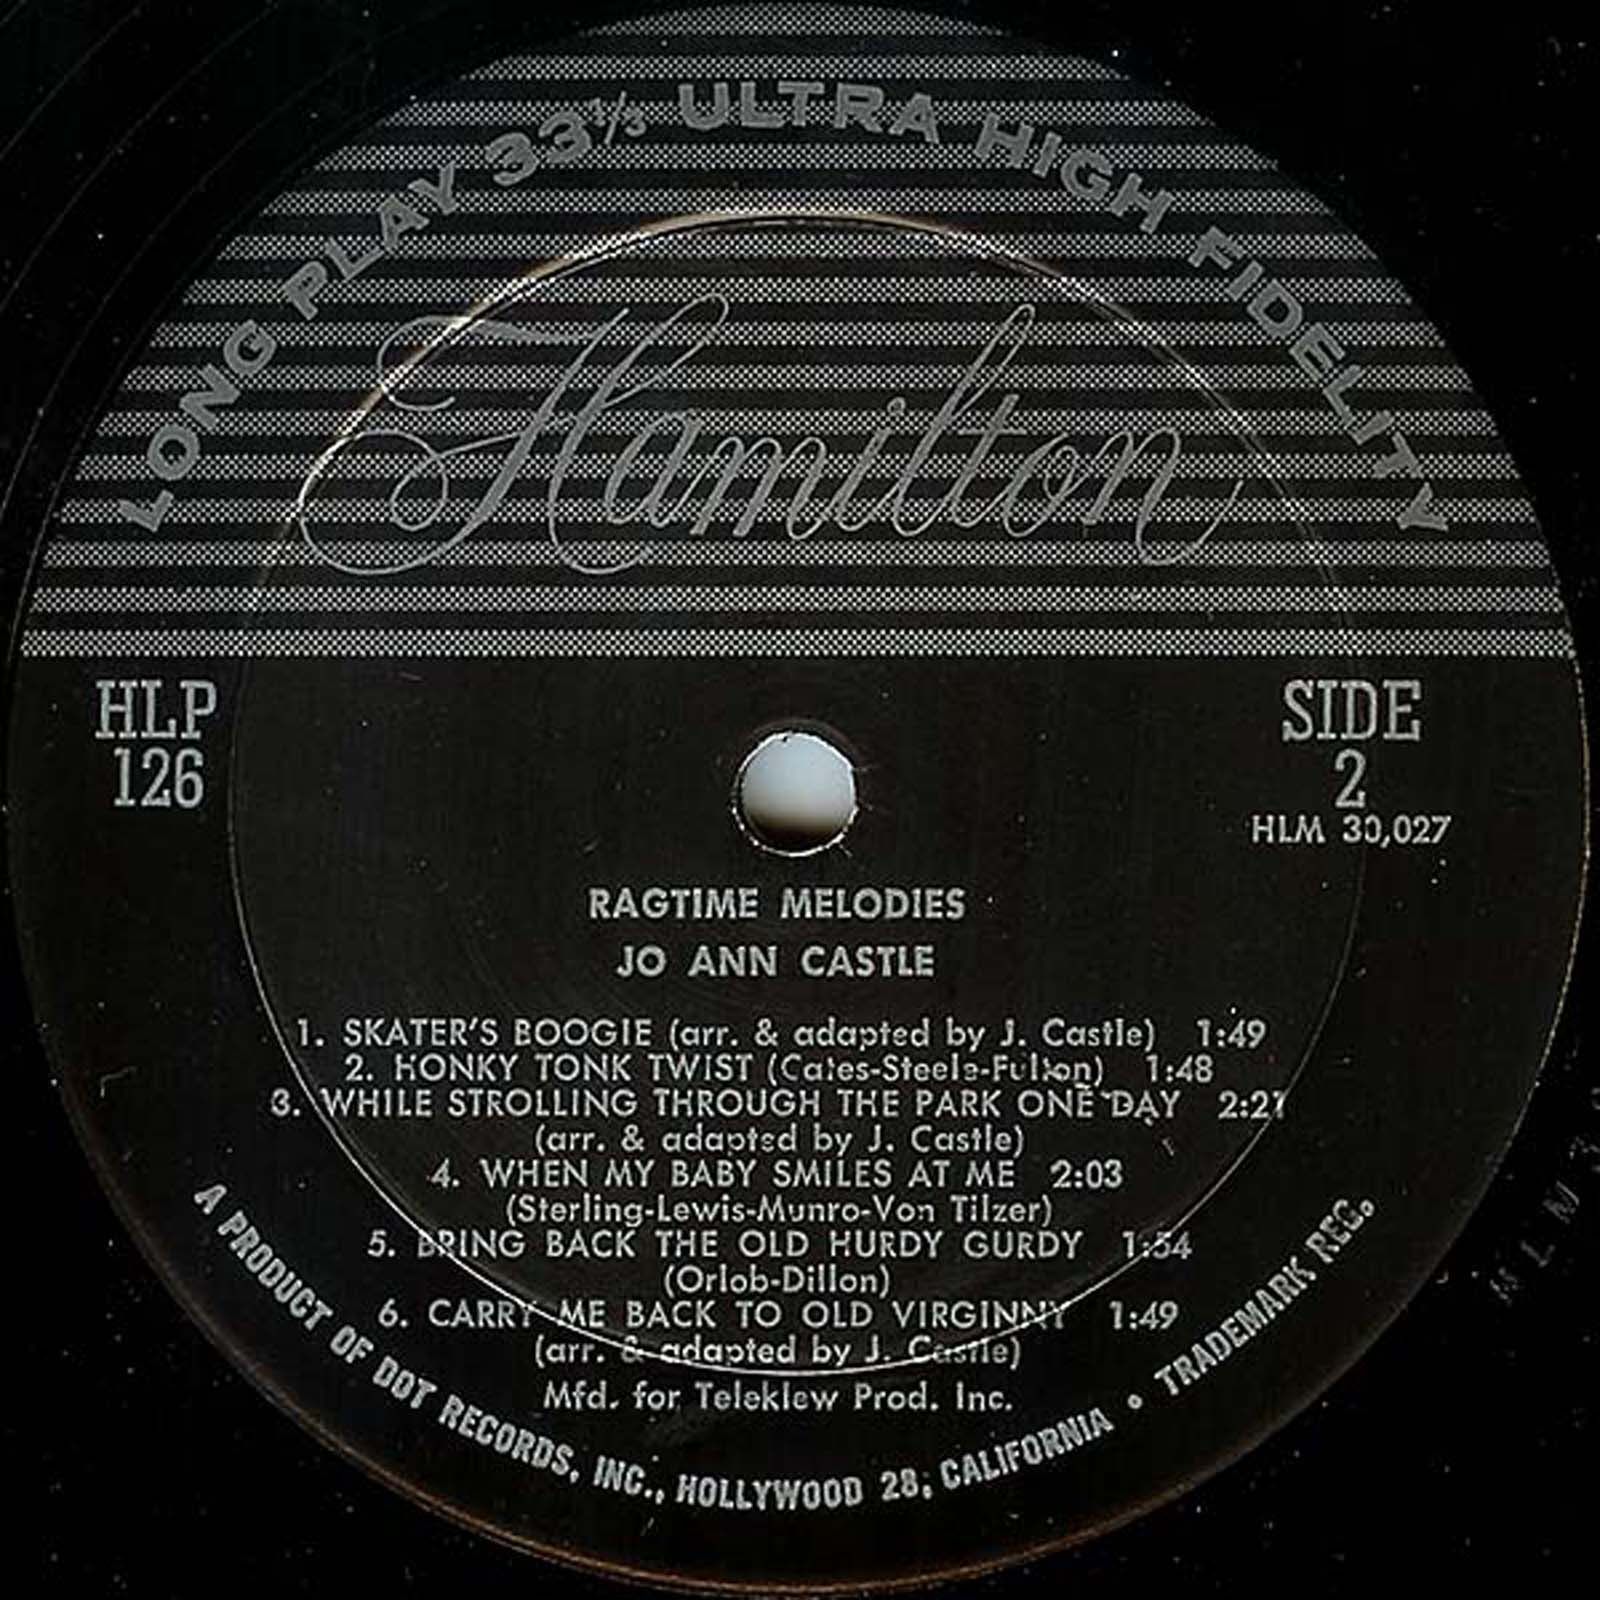 LONG PLAY 33 1/3 ULTRA HIGH FIDELITY
Hamilton
HLP
126
SIDE
2
HLM 30,027
RAGTIME MELODIES
JO ANN CASTLE
1. SKATER'S BOOGIE (arr. & adapted by J. Castle) 1:49
2. HONKY TONK TWIST (Cates-Steele-Fulton) 1:48
3. WHILE STROLLING THROUGH THE PARK ONE DAY 2:21
(arr. & adapted by J. Castle)
4. WHEN MY BABY SMILES AT ME 2:03
(Sterling-Lewis-Munro-Von Tilzer)
5. BRING BACK THE OLD HURDY GURDY 1:54
(Orlob-Dillon)
6. CARRY ME BACK TO OLD VIRGINNY 1:49
(arr. & adapted by J. Castle)
Mfd. for Teleklew Prod. Inc.
A PRODUCT OF DOT RECORDS, INC., HOLLYWOOD 28, CALIFORNIA • TRADEMARK REG.